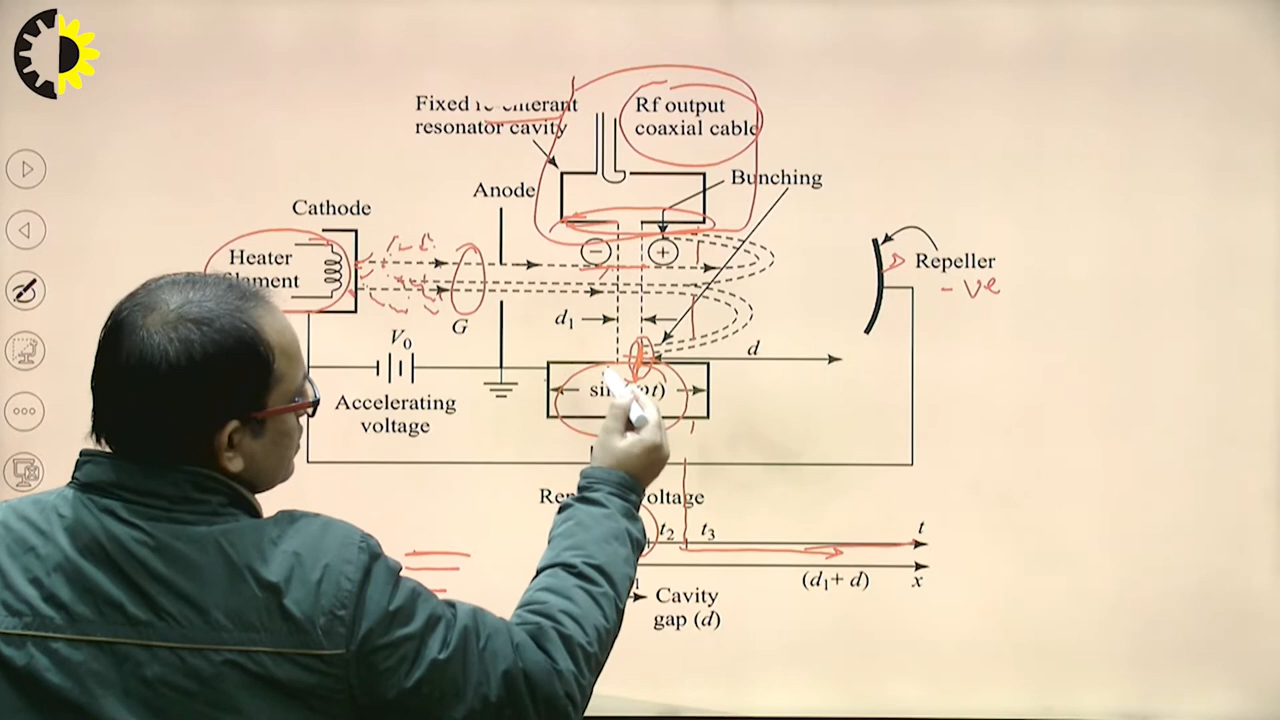 Fixed
Rf output
resonator cavity
coaxial cable
Bunching
Anode
Cathode
Heater
Repeller
- ve
G
d₁
V₀
d
Accelerating
voltage
t₂ t₃ t
(d₁+ d) x
Cavity
gap (d)